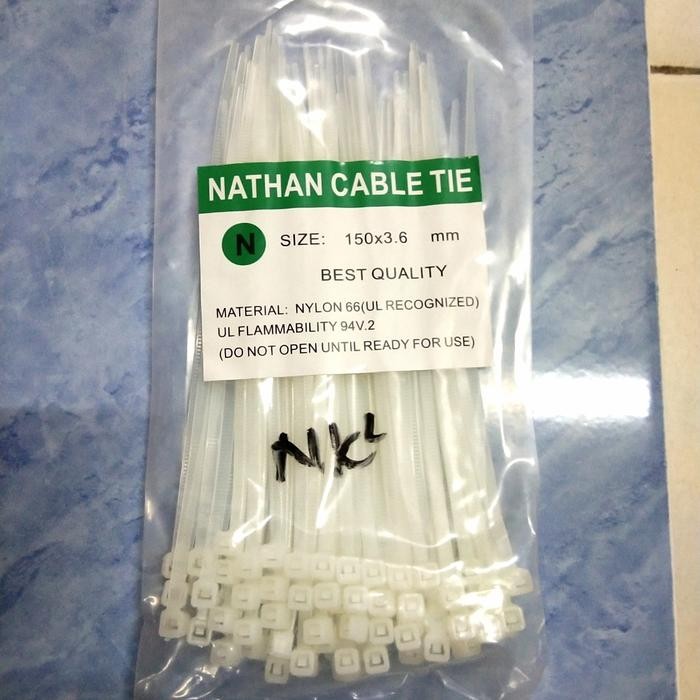 NATHAN CABLE TIE
N SIZE: 150x3.6 mm
BEST QUALITY
MATERIAL: NYLON 66(UL RECOGNIZED)
UL FLAMMABILITY 94V.2
(DO NOT OPEN UNTIL READY FOR USE)